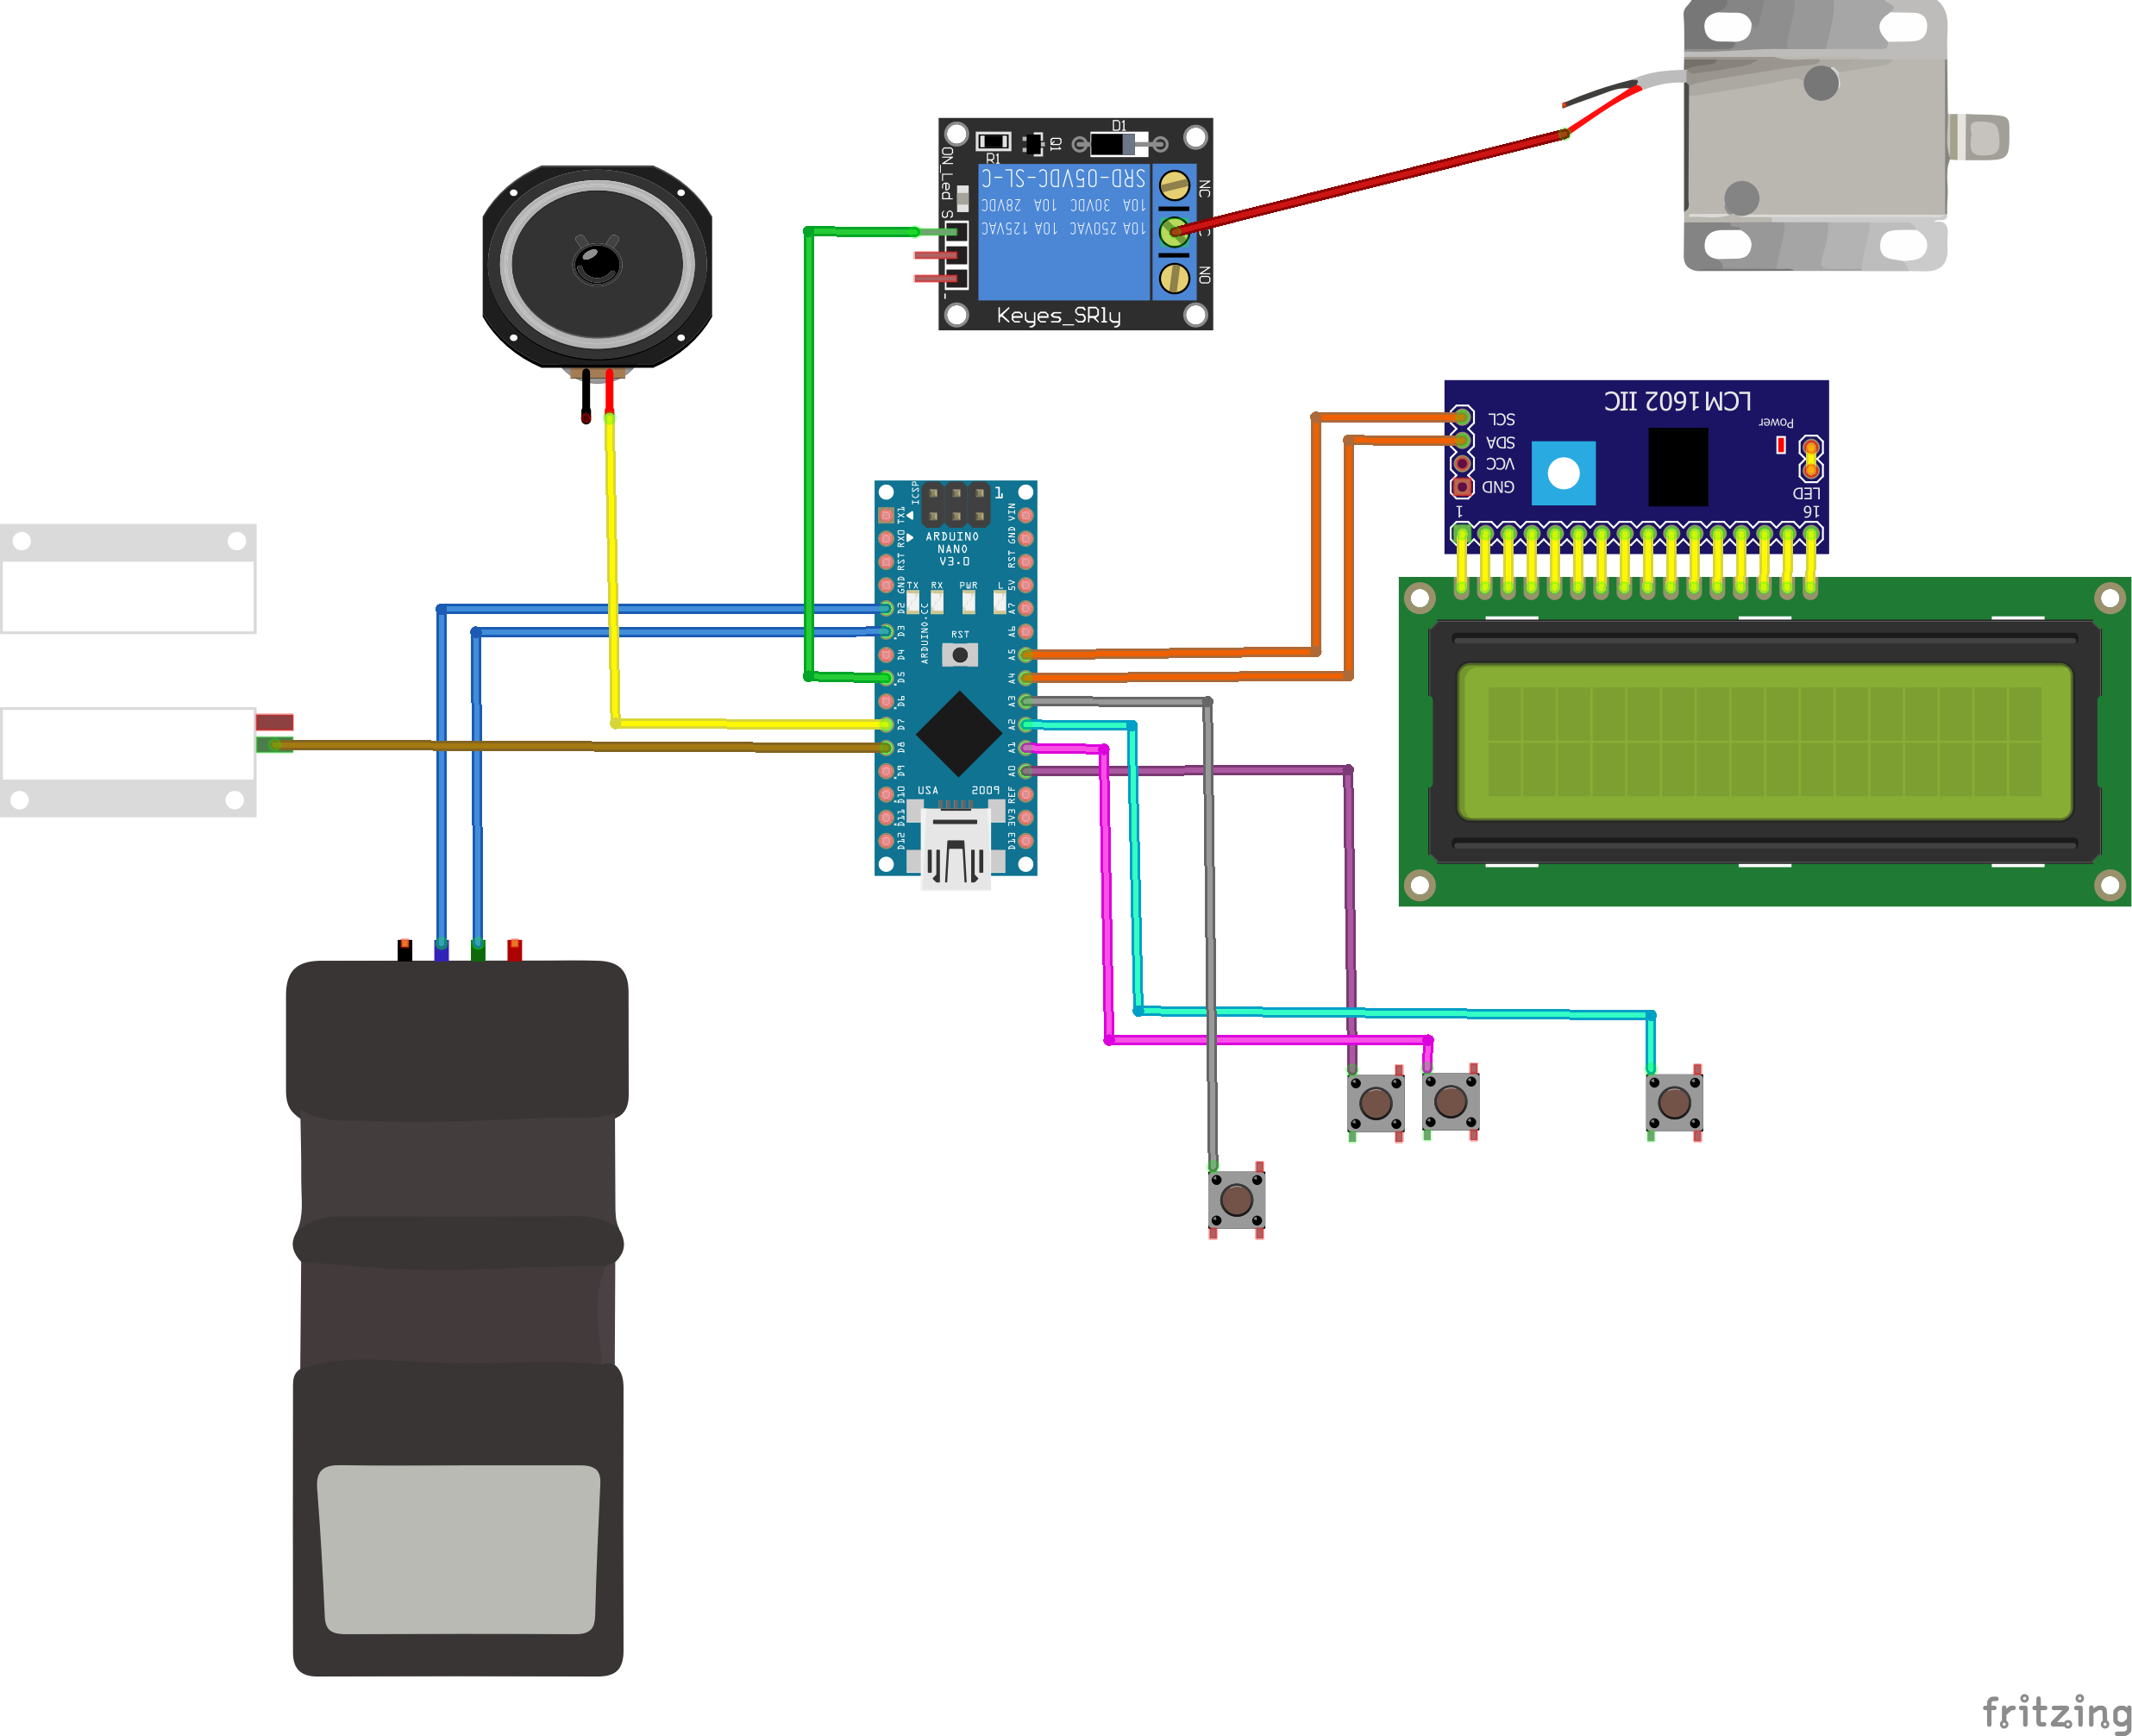 D1
R1
Q1
ON_Led
S
-
SRD-05VDC-SL-C
10A 30VDC 10A 28VDC
10A 250VAC 10A 125VAC
NC
NO
Keyes_SRly
LCM1602 IIC
SCL
SDA
VCC
GND
Power
LED
1
16
ICSP
1
ARDUINO
NANO
V3.0
TX
RX
PWR
L
ARDUINO.CC
RST
USA
2009
TX1
RX0
RST
GND
D2
D3
D4
D5
D6
D7
D8
D9
D10
D11
D12
VIN
GND
RST
5V
A7
A6
A5
A4
A3
A2
A1
A0
REF
3V3
D13
fritzing